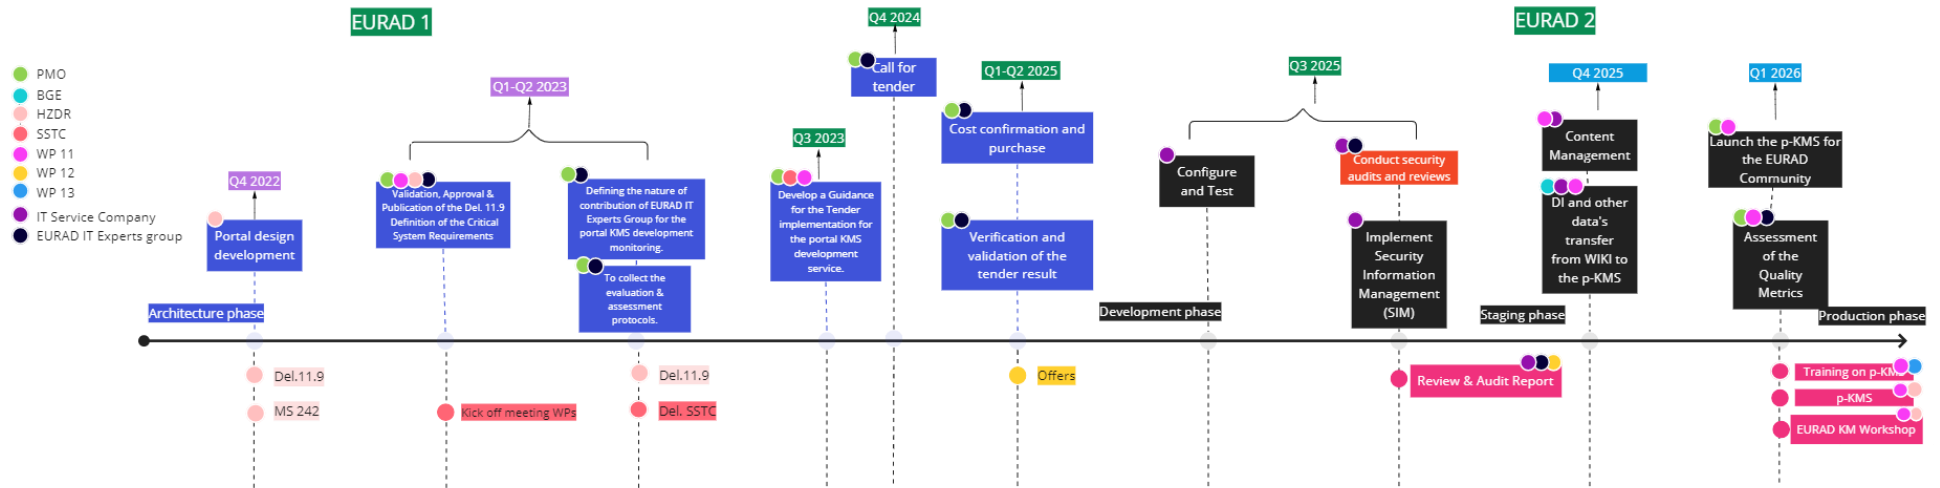 EURAD 1
EURAD 2
PMO
BGE
HZDR
SSTC
WP 11
WP 12
WP 13
IT Service Company
EURAD IT Experts group
Q4 2022
Portal design
development
Architecture phase
Q1-Q2 2023
Validation, Approval &
Publication of the Del. 11.9
Definition of the Critical
System Requirements
Defining the nature of
contribution of EURAD IT
Experts Group for the
portal KMS development
monitoring.
To collect the
evaluation &
assessment
protocols.
Q3 2023
Develop a Guidance
for the Tender
implementation for
the portal KMS
development
service.
Q4 2024
Call for
tender
Q1-Q2 2025
Cost confirmation and
purchase
Verification and
validation of the
tender result
Development phase
Q3 2025
Configure
and Test
Conduct security
audits and reviews
Implement
Security
Information
Management
(SIM)
Staging phase
Q4 2025
Content
Management
DI and other
data's
transfer
from WIKI to
the p-KMS
Q1 2026
Launch the p-KMS for
the EURAD
Community
Assessment
of the
Quality
Metrics
Production phase
Del.11.9
MS 242
Kick off meeting WPs
Del.11.9
Del. SSTC
Offers
Review & Audit Report
Training on p-KMS
p-KMS
EURAD KM Workshop